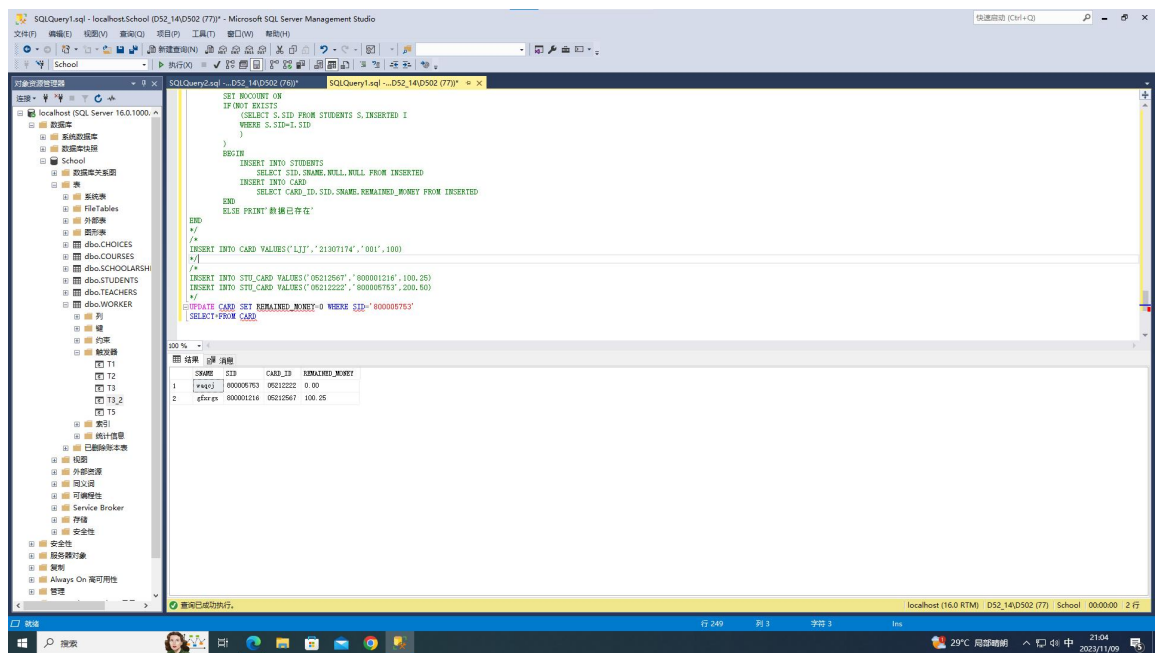 SQLQuery1.sql - localhost.School (D52_14\D502 (77))* - Microsoft SQL Server Management Studio
快速启动 (Ctrl+Q)
文件(F) 编辑(E) 视图(V) 查询(Q) 项目(P) 工具(T) 窗口(W) 帮助(H)
新建查询(N)
School
执行(X)
对象资源管理器
SQLQuery2.sql -...D52_14\D502 (76))*
SQLQuery1.sql -...D52_14\D502 (77))*
连接
localhost (SQL Server 16.0.1000.
数据库
系统数据库
数据库快照
School
数据库关系图
表
系统表
FileTables
外部表
图形表
dbo.CHOICES
dbo.COURSES
dbo.SCHOOLARSHI
dbo.STUDENTS
dbo.TEACHERS
dbo.WORKER
列
键
约束
触发器
T1
T2
T3
T3_2
T5
索引
统计信息
已删除账本表
视图
外部资源
同义词
可编程性
Service Broker
存储
安全性
安全性
服务器对象
复制
Always On 高可用性
管理
SET NOCOUNT ON
IF(NOT EXISTS
(SELECT S.SID FROM STUDENTS S,INSERTED I
WHERE S.SID=I.SID
)
)
BEGIN
INSERT INTO STUDENTS
SELECT SID,SNAME,NULL,NULL FROM INSERTED
INSERT INTO CARD
SELECT CARD_ID,SID,SNAME,REMAINED_MONEY FROM INSERTED
END
ELSE PRINT'数据已存在'
END
*/
/*
INSERT INTO CARD VALUES('LJJ','21307174','001',100)
*/
/*
INSERT INTO STU_CARD VALUES('05212567','800001216',100.25)
INSERT INTO STU_CARD VALUES('05212222','800005753',200.50)
*/
UPDATE CARD SET REMAINED_MONEY=0 WHERE SID='800005753'
SELECT*FROM CARD
100 %
结果 消息
SNAME SID CARD_ID REMAINED_MONEY
1 waqcj 800005753 05212222 0.00
2 gfxrgs 800001216 05212567 100.25
查询已成功执行。
localhost (16.0 RTM) D52_14\D502 (77) School 00:00:00 2 行
就绪
行 249 列 3 字符 3 Ins
搜索
29°C 局部晴朗
中
21:04
2023/11/09